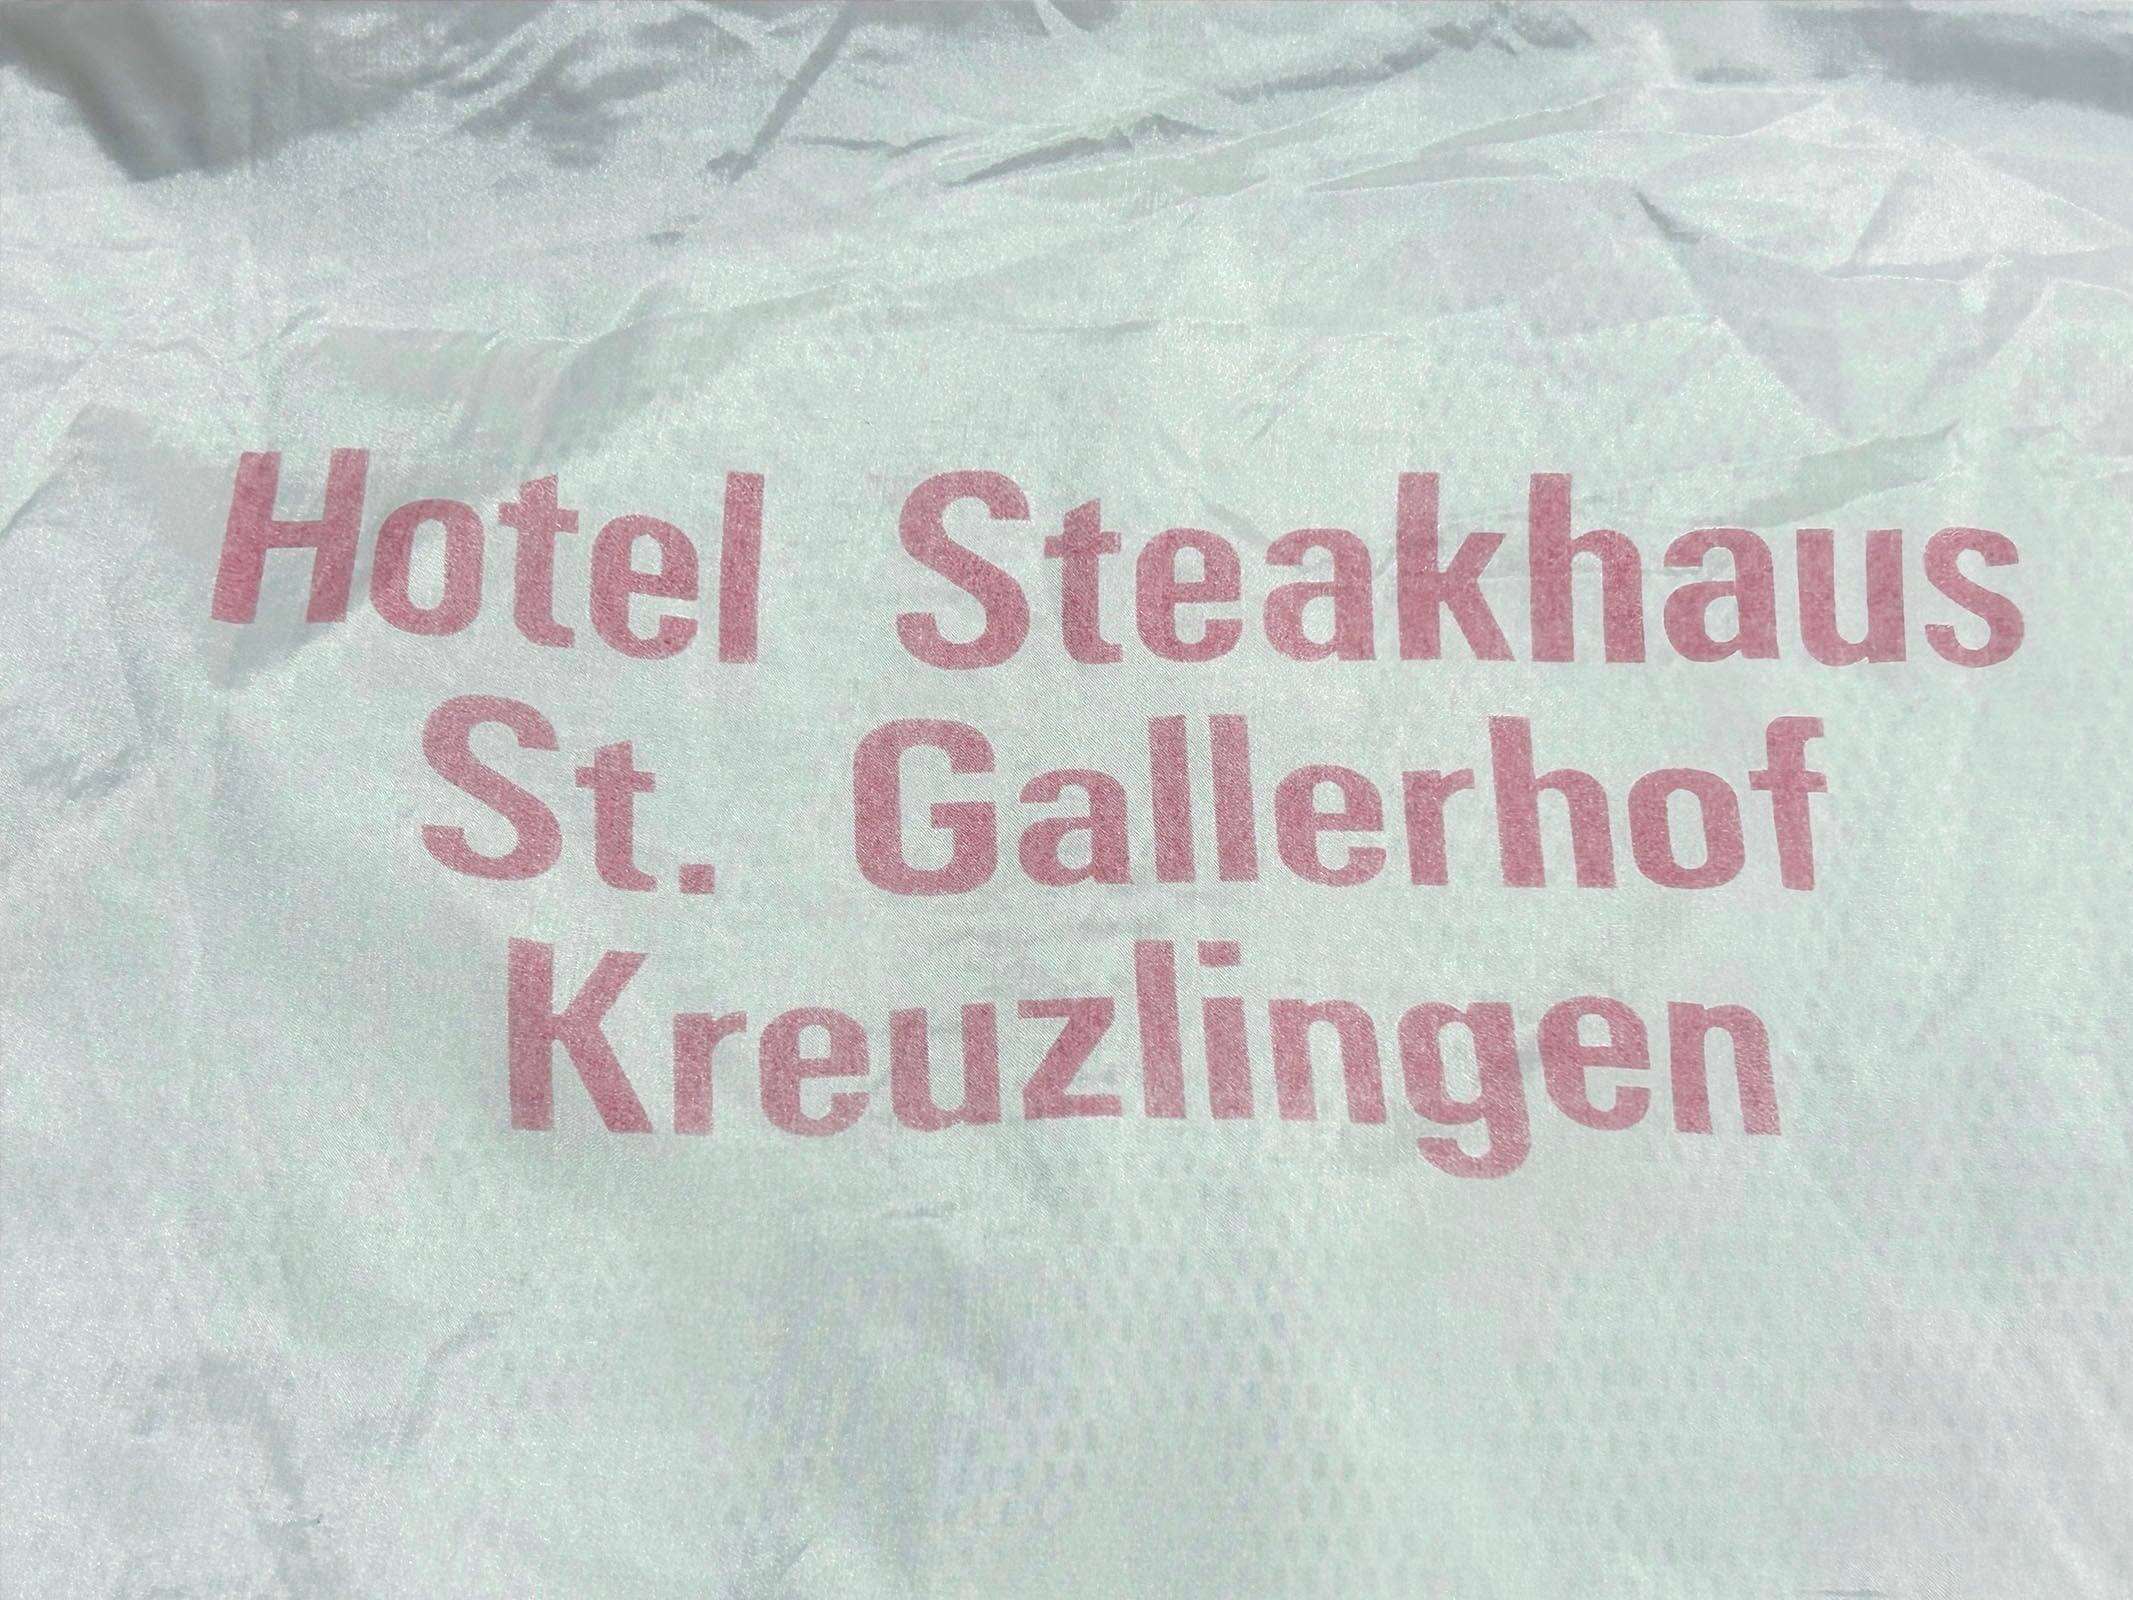 Hotel Steakhaus
St. Gallerhof
Kreuzlingen